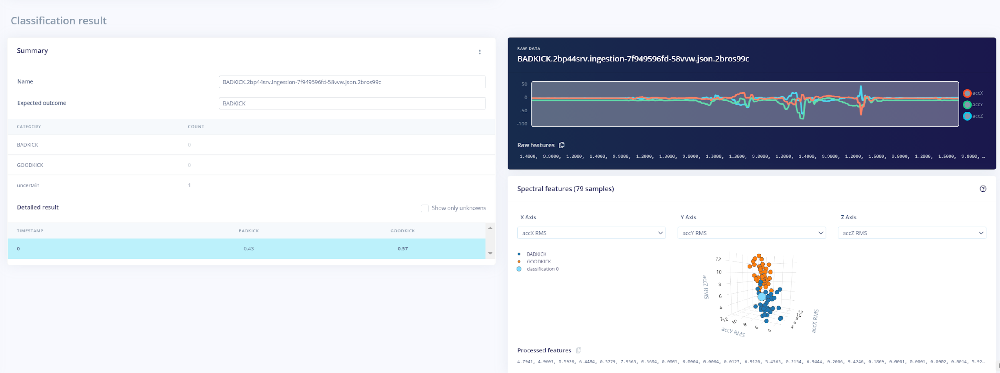 Classification result
Summary
Name
BADKICK.2bp44srv.ingestion-7f949596fd-58vvw.json.2bros99c
Expected outcome
BADKICK
CATEGORY COUNT
BADKICK 0
GOODKICK 0
uncertain 1
Detailed result
Show only unknowns
TIMESTAMP BADKICK GOODKICK
0 0.43 0.57
RAW DATA
BADKICK.2bp44srv.ingestion-7f949596fd-58vvw.json.2bros99c
50
0
-50
-100
accX
accY
accZ
Raw features
1.4000, 9.9000, 1.2000, 1.4000, 9.9000, 1.2000, 1.3000, 9.8000, 1.3000, 1.3000, 9.8000, 1.3000, 1.4000, 9.9000, 1.2000, 1.5000, 9.8000, 1.2000, 1.5000, 9.8000, …
Spectral features (79 samples)
X Axis Y Axis Z Axis
accX RMS accY RMS accZ RMS
BADKICK
GOODKICK
classification 0
12
10
8
6
4
2
accZ RMS
12 10 8 6 4
accY RMS
12
10
8
6
4
accX RMS
Processed features
4.7941, 4.9603, 0.5920, 6.4484, 0.3779, 7.9365, 0.3604, 0.0003, 0.0004, 0.0004, 0.0123, 6.9120, 5.4563, 0.2154, 6.9444, 0.2006, 9.4246, 0.1869, 0.0001, 0.0001, 0.0002, 0.0014, 5.92…